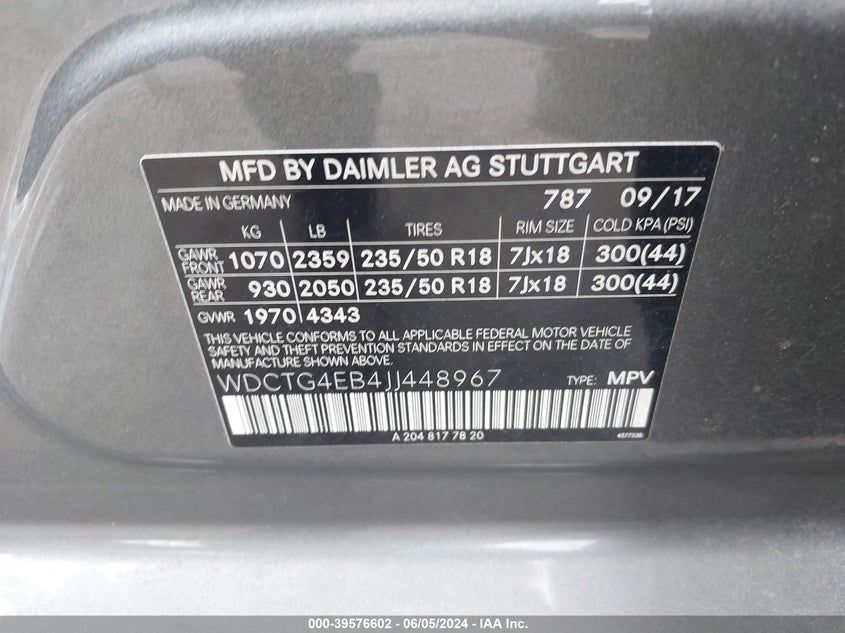 MFD BY DAIMLER AG STUTTGART
MADE IN GERMANY 787 09/17
KG LB TIRES RIM SIZE COLD KPA (PSI)
GAWR FRONT 1070 2359 235/50 R18 7Jx18 300(44)
GAWR REAR 930 2050 235/50 R18 7Jx18 300(44)
GVWR 1970 4343
THIS VEHICLE CONFORMS TO ALL APPLICABLE FEDERAL MOTOR VEHICLE
SAFETY AND THEFT PREVENTION STANDARDS IN EFFECT ON THE DATE OF
MANUFACTURE SHOWN ABOVE.
WDCTG4EB4JJ448967 TYPE: MPV
A 204 817 78 20
000-39576602 - 06/05/2024 - IAA Inc.